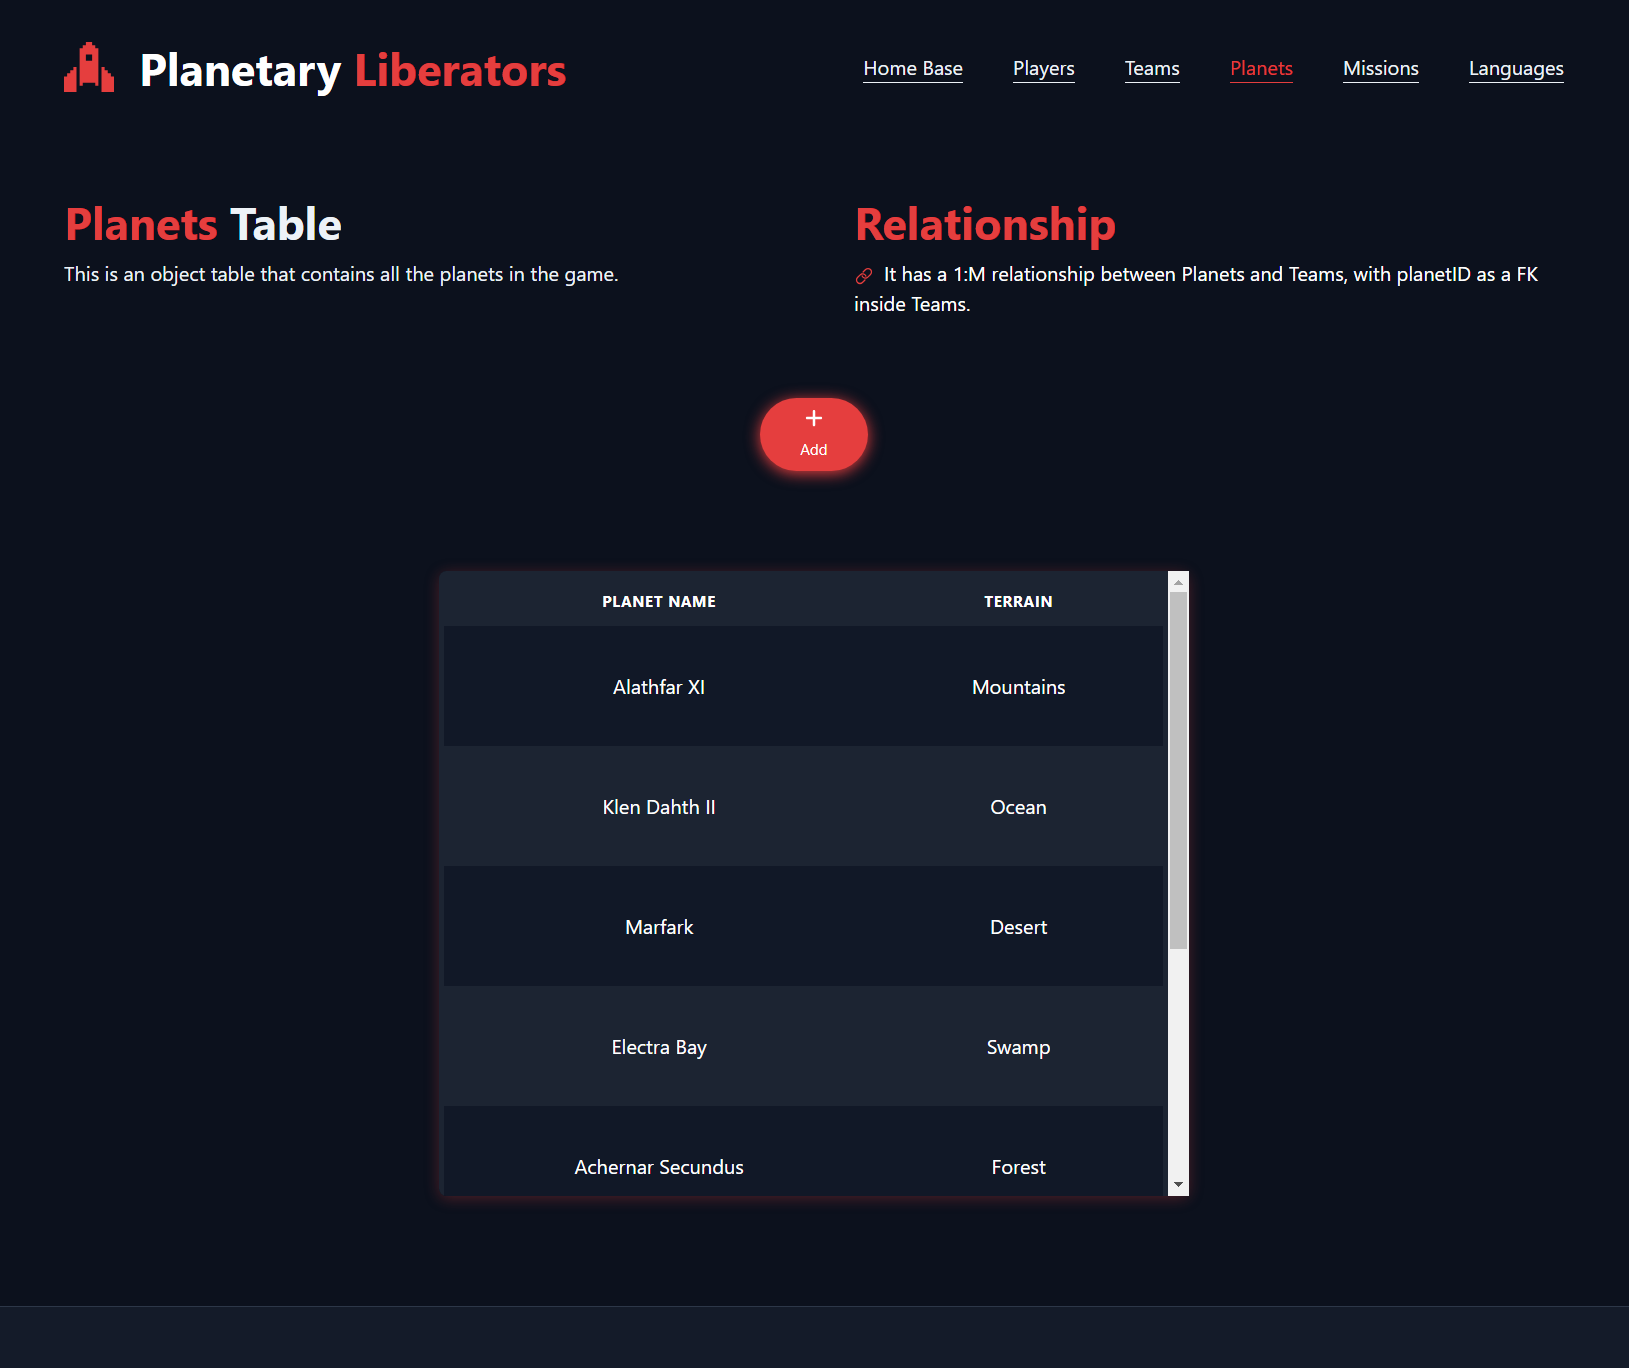 Planetary Liberators
Home Base
Players
Teams
Planets
Missions
Languages
Planets Table
This is an object table that contains all the planets in the game.
Relationship
It has a 1:M relationship between Planets and Teams, with planetID as a FK
inside Teams.
+
Add
PLANET NAME TERRAIN
Alathfar XI Mountains
Klen Dahth II Ocean
Marfark Desert
Electra Bay Swamp
Achernar Secundus Forest